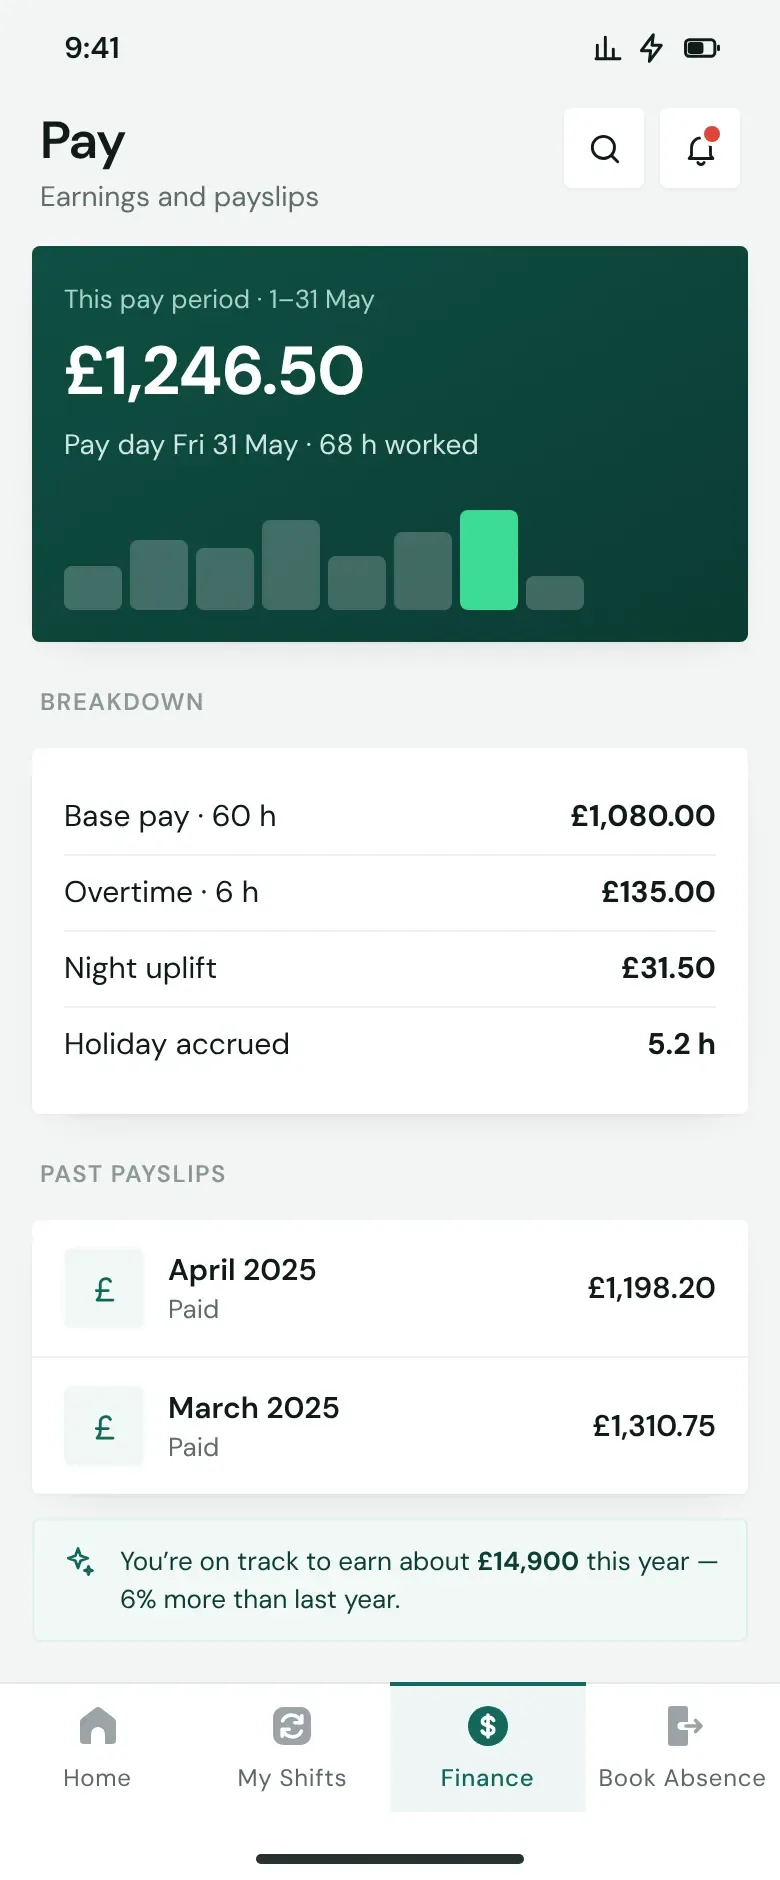 9:41
Pay
Earnings and payslips
This pay period · 1–31 May
£1,246.50
Pay day Fri 31 May · 68 h worked
BREAKDOWN
Base pay · 60 h £1,080.00
Overtime · 6 h £135.00
Night uplift £31.50
Holiday accrued 5.2 h
PAST PAYSLIPS
£ April 2025 £1,198.20
Paid
£ March 2025 £1,310.75
Paid
You’re on track to earn about £14,900 this year —
6% more than last year.
$
Home My Shifts Finance Book Absence